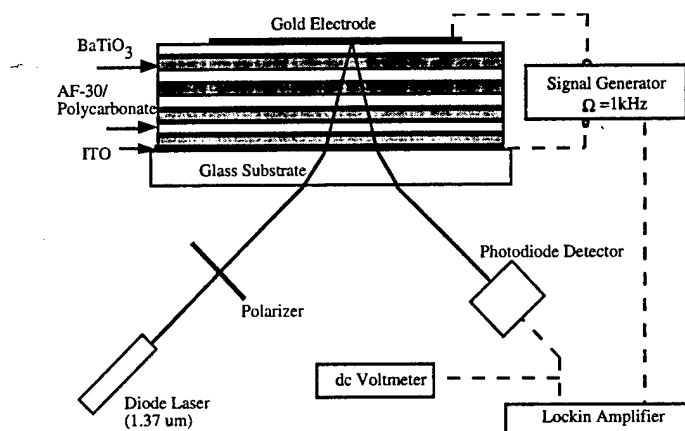 Gold Electrode
BaTiO3
AF-30/
Polycarbonate
ITO
Glass Substrate
Signal Generator
Ω =1kHz
Photodiode Detector
Polarizer
dc Voltmeter
Diode Laser
(1.37 um)
Lockin Amplifier